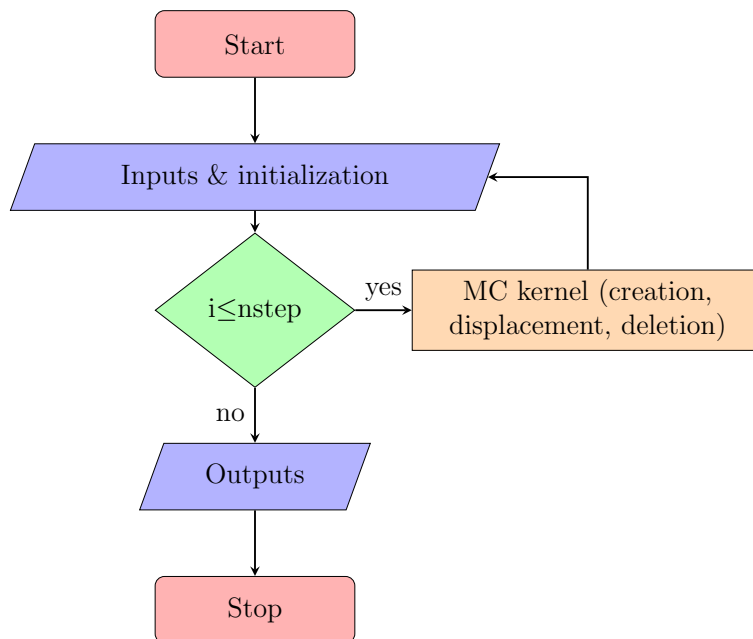 Start
Inputs & initialization
i≤nstep
yes
MC kernel (creation,
displacement, deletion)
no
Outputs
Stop